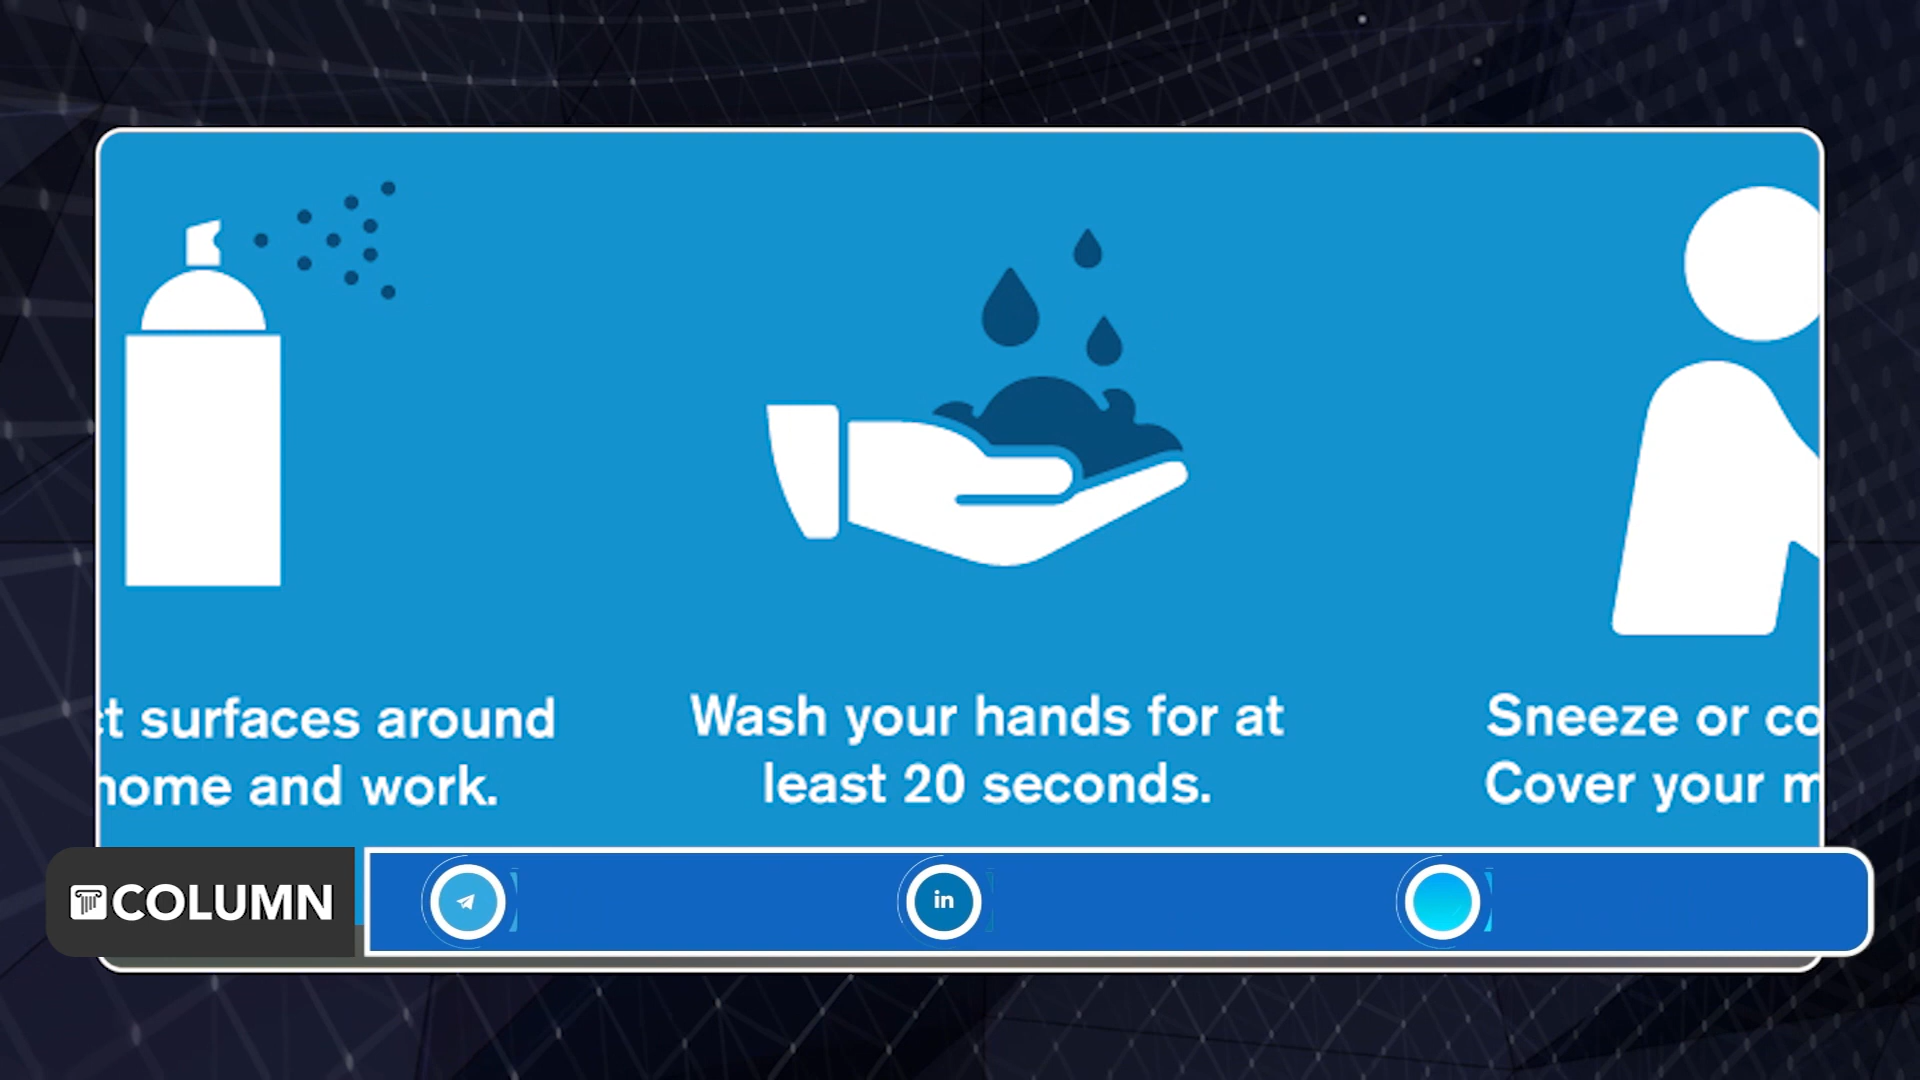 t surfaces around
home and work.
Wash your hands for at
least 20 seconds.
Sneeze or co
Cover your m
COLUMN
in